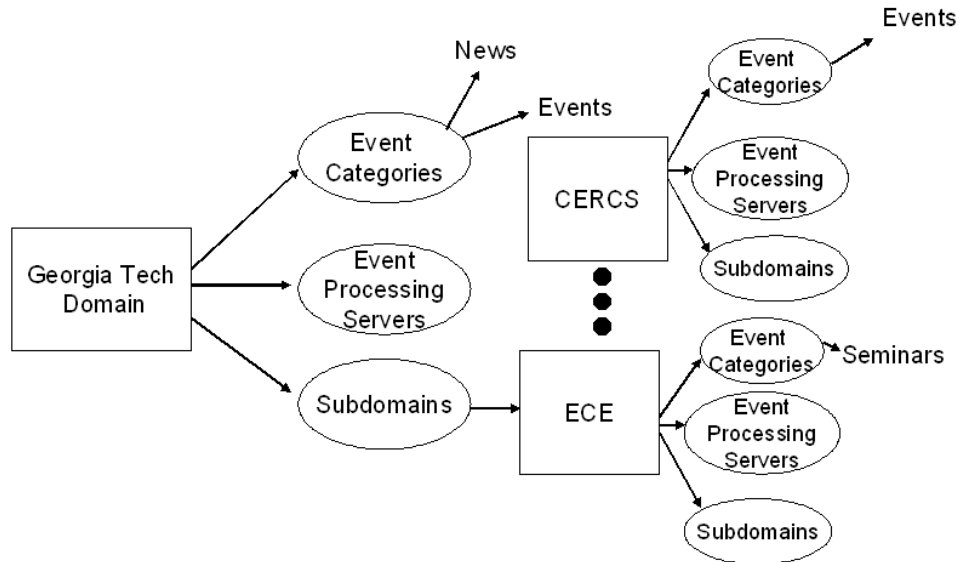 Events
News
Event
Categories
Events
Event
Categories
CERCS
Event
Processing
Servers
Georgia Tech
Domain
Event
Processing
Servers
Subdomains
Subdomains
ECE
Event
Categories
Seminars
Event
Processing
Servers
Subdomains